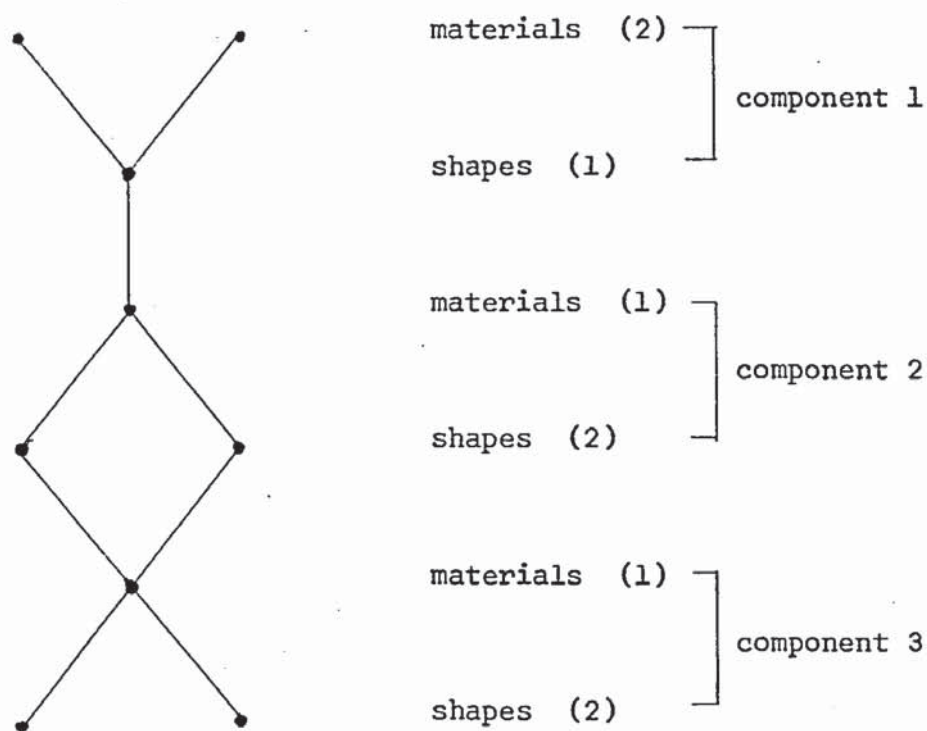 materials (2)
component 1
shapes (1)
materials (1)
component 2
shapes (2)
materials (1)
component 3
shapes (2)